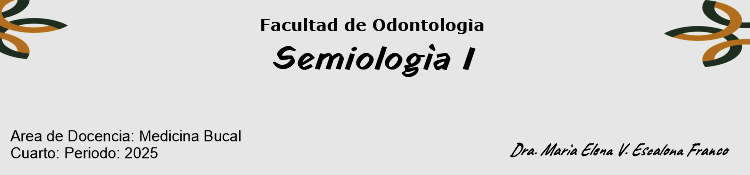 Facultad de Odontologìa
Semiologìa I
Area de Docencia: Medicina Bucal
Cuarto: Periodo: 2025
Dra. Maria Elena V. Escalona Franco